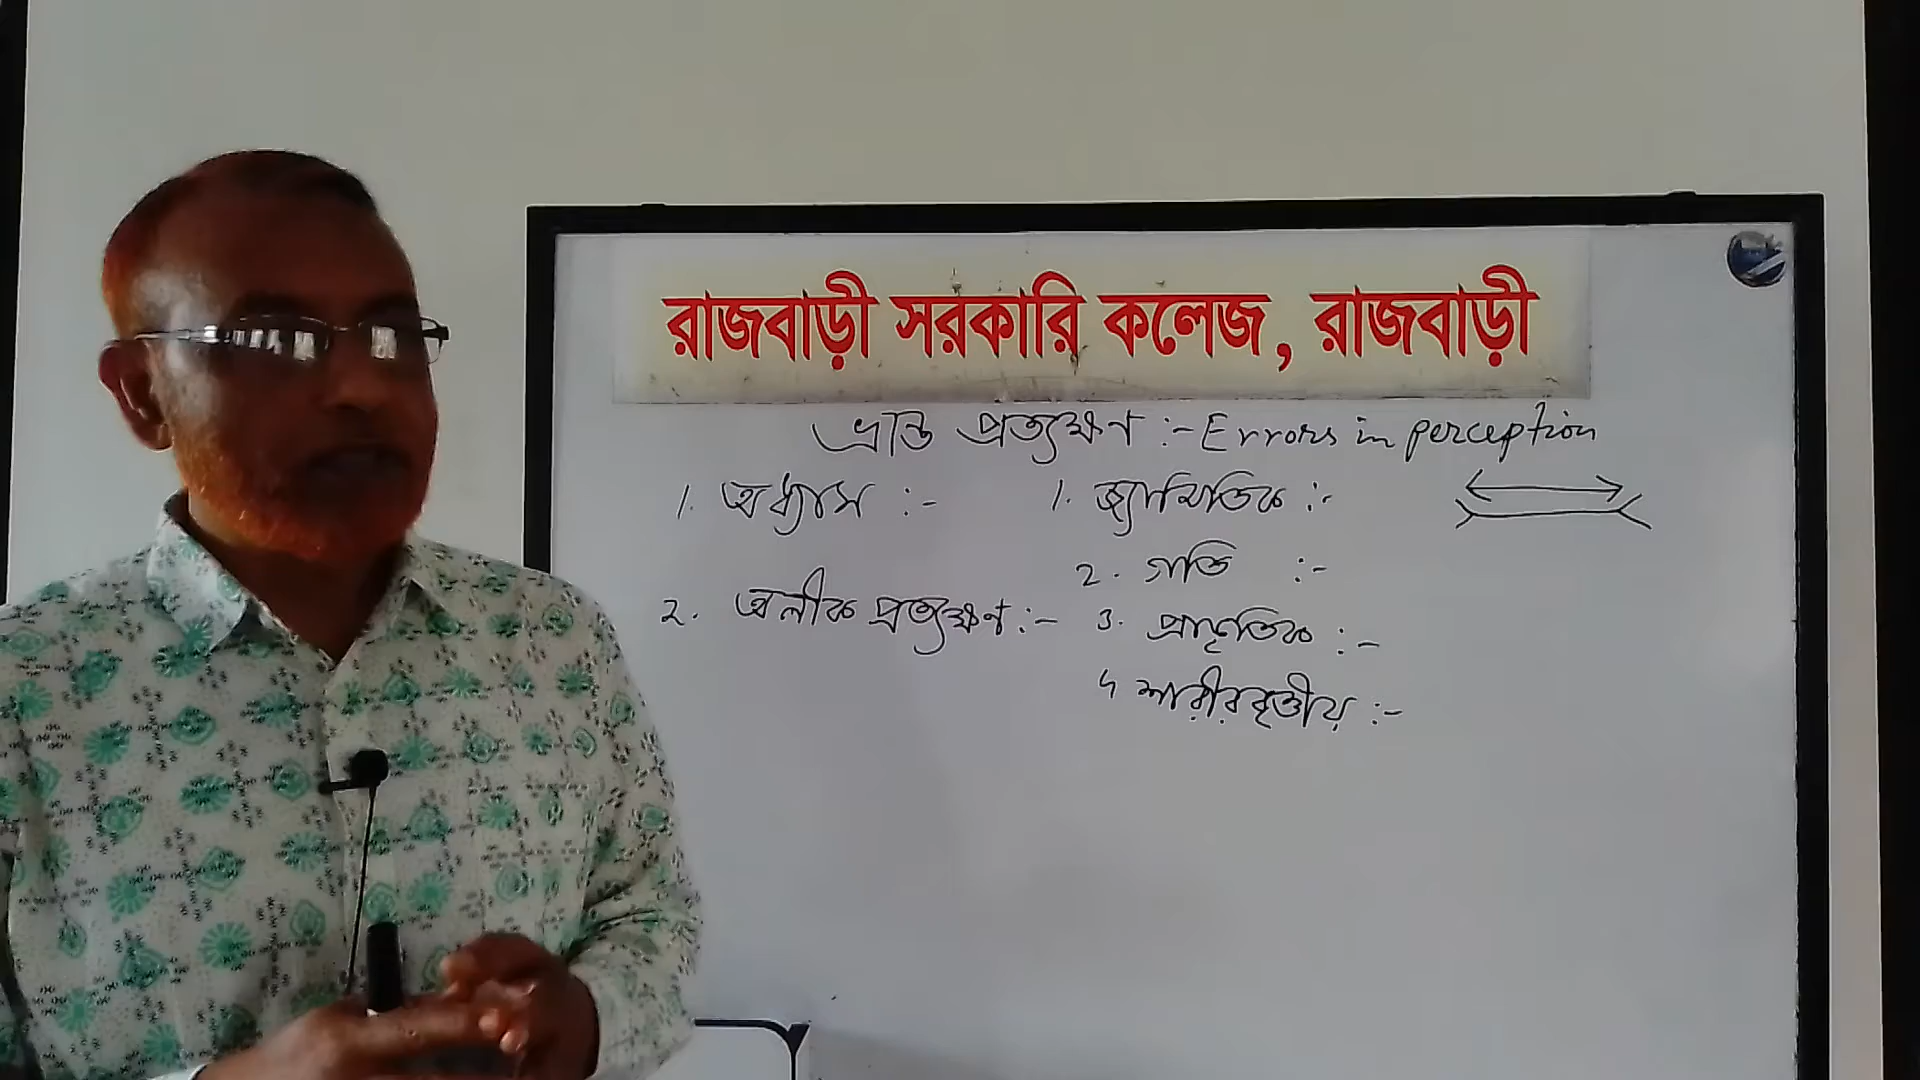 রাজবাড়ী সরকারি কলেজ, রাজবাড়ী
ভ্রান্ত প্রত্যক্ষণ :- Errors in perception
1. অধ্যাস :-
2. অলীক প্রত্যক্ষণ :-
1. জ্যামিতিক :-
2. গতি :-
3. প্রাকৃতিক :-
৭ শারীরবৃত্তীয় :-